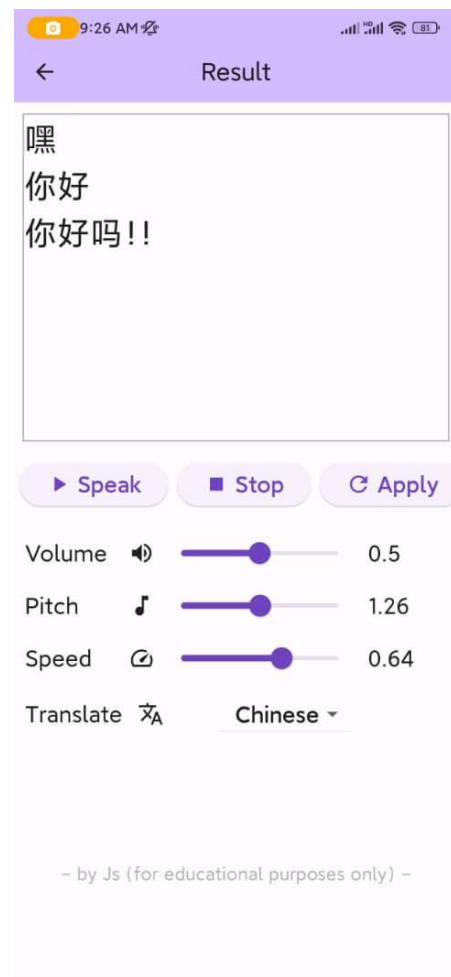 9:26 AM
81
Result
嘿
你好
你好吗!!
Speak
Stop
Apply
Volume 0.5
Pitch 1.26
Speed 0.64
Translate Chinese
- by Js (for educational purposes only) -